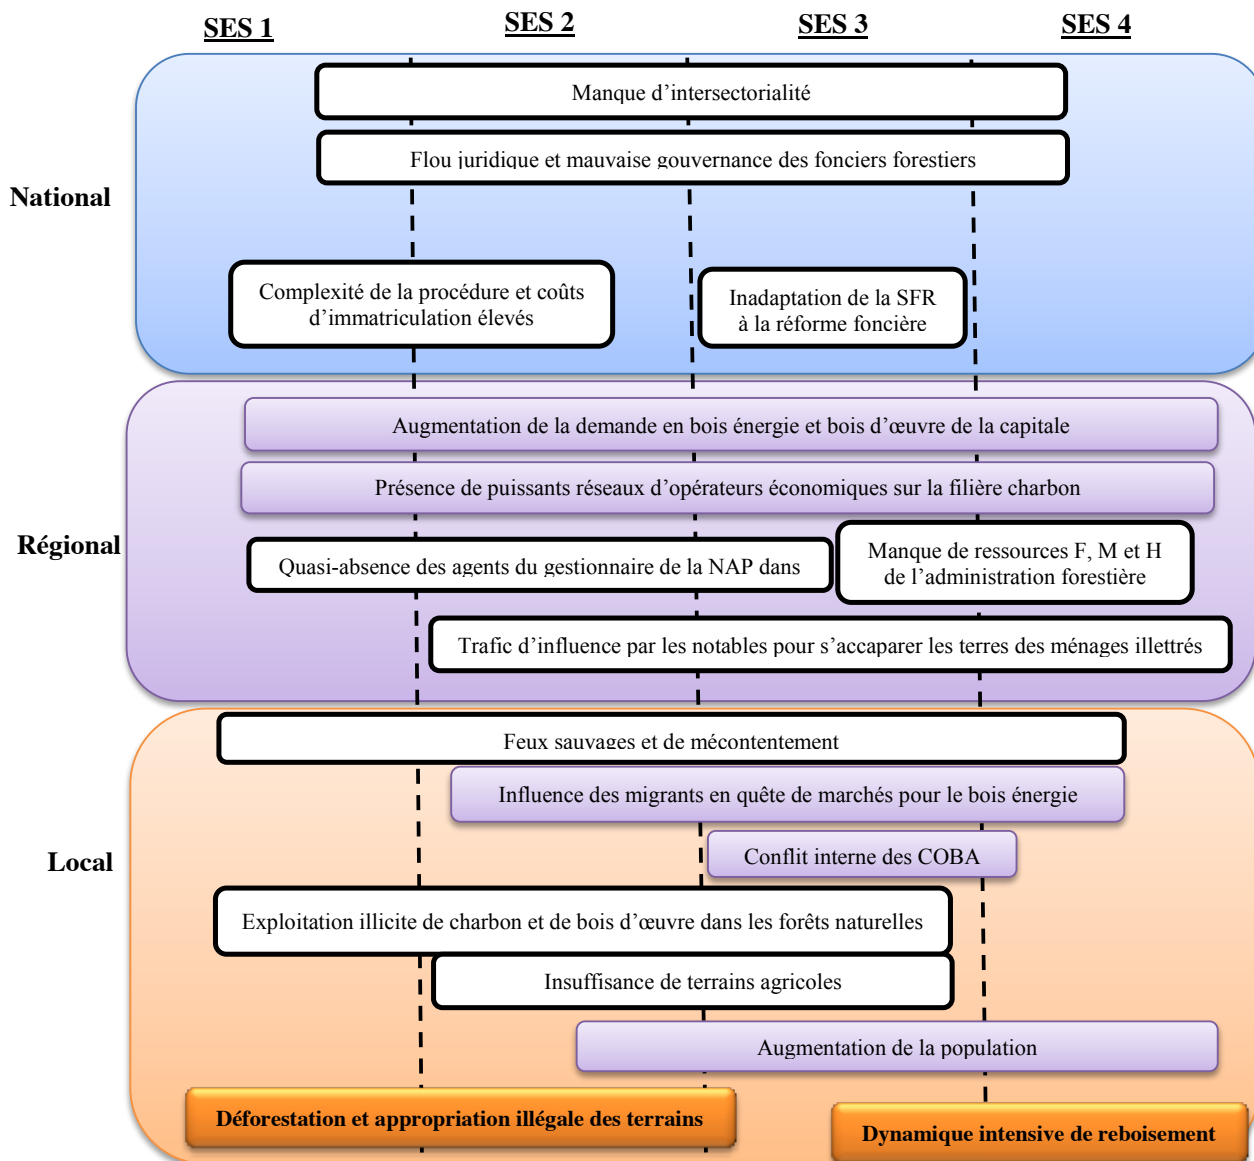 SES 1
SES 2
SES 3
SES 4
National
Manque d’intersectorialité
Flou juridique et mauvaise gouvernance des fonciers forestiers
Complexité de la procédure et coûts
d’immatriculation élevés
Inadaptation de la SFR
à la réforme foncière
Régional
Augmentation de la demande en bois énergie et bois d’œuvre de la capitale
Présence de puissants réseaux d’opérateurs économiques sur la filière charbon
Quasi-absence des agents du gestionnaire de la NAP dans
Manque de ressources F, M et H
de l’administration forestière
Trafic d’influence par les notables pour s’accaparer les terres des ménages illettrés
Local
Feux sauvages et de mécontentement
Influence des migrants en quête de marchés pour le bois énergie
Conflit interne des COBA
Exploitation illicite de charbon et de bois d’œuvre dans les forêts naturelles
Insuffisance de terrains agricoles
Augmentation de la population
Déforestation et appropriation illégale des terrains
Dynamique intensive de reboisement